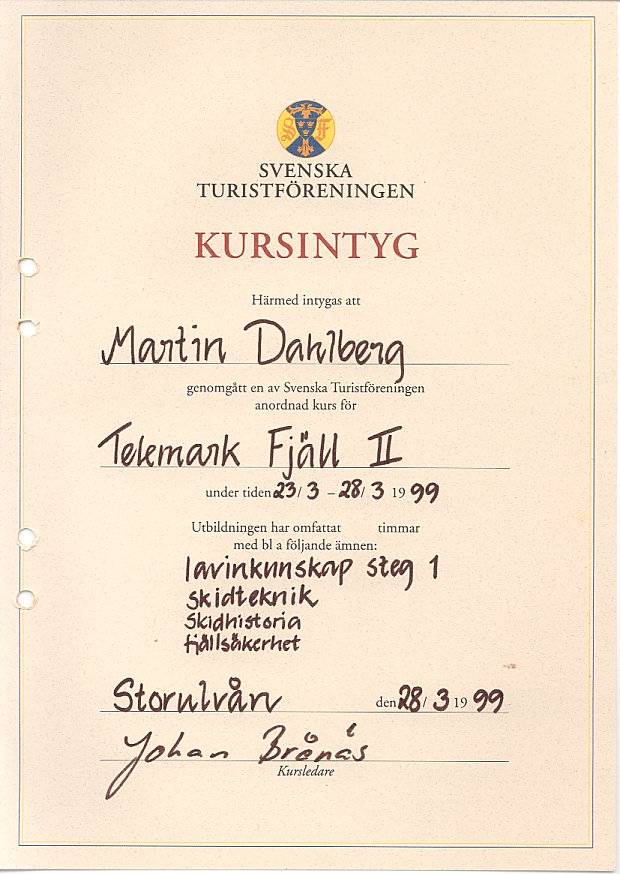 SVENSKA
TURISTFÖRENINGEN
KURSINTYG
Härmed intygas att
Martin Dahlberg
genomgått en av Svenska Turistföreningen
anordnad kurs för
Telemark Fjäll II
under tiden 23/3 – 28/3 1999
Utbildningen har omfattat timmar
med bl a följande ämnen:
lavinkunskap steg 1
skidteknik
skidhistoria
fjällsäkerhet
Storulvån den 28/3 1999
Johan
Kursledare